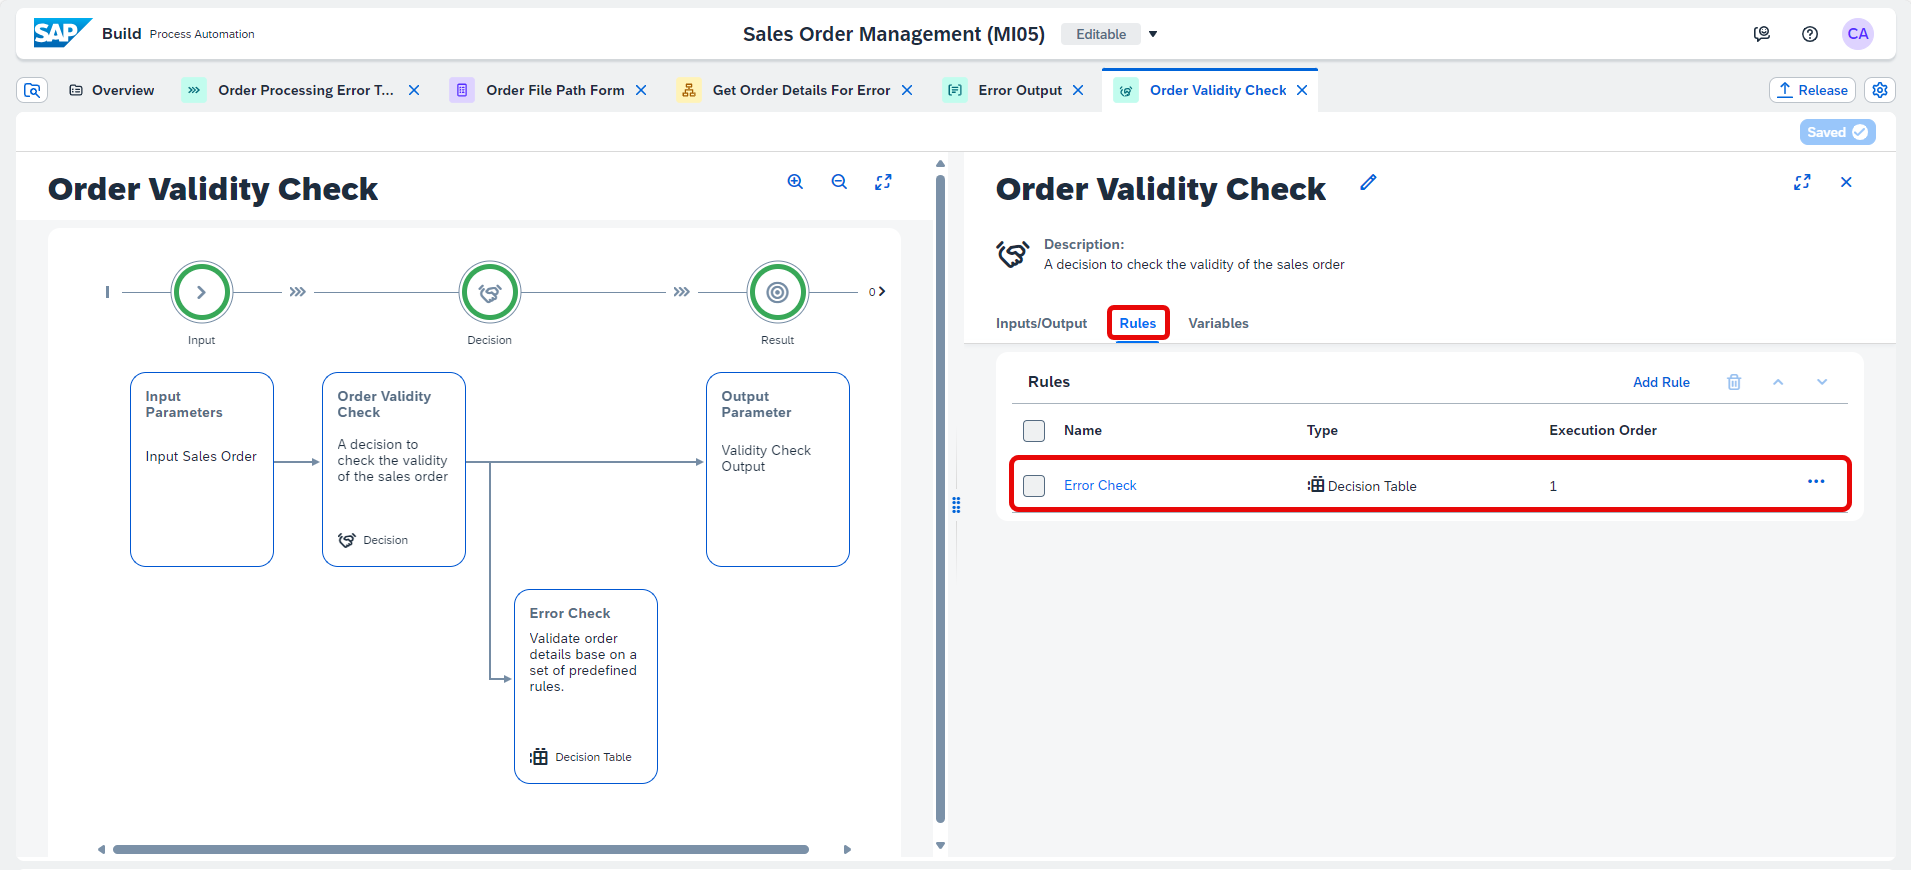 SAP Build Process Automation
Sales Order Management (MI05) Editable
CA
Overview
Order Processing Error T...
Order File Path Form
Get Order Details For Error
Error Output
Order Validity Check
Release
Saved
Order Validity Check
0
Input
Decision
Result
Input
Parameters
Input Sales Order
Order Validity
Check
A decision to
check the validity
of the sales order
Decision
Output
Parameter
Validity Check
Output
Error Check
Validate order
details base on a
set of predefined
rules.
Decision Table
Order Validity Check
Description:
A decision to check the validity of the sales order
Inputs/Output Rules Variables
Rules Add Rule
Name Type Execution Order
Error Check Decision Table 1